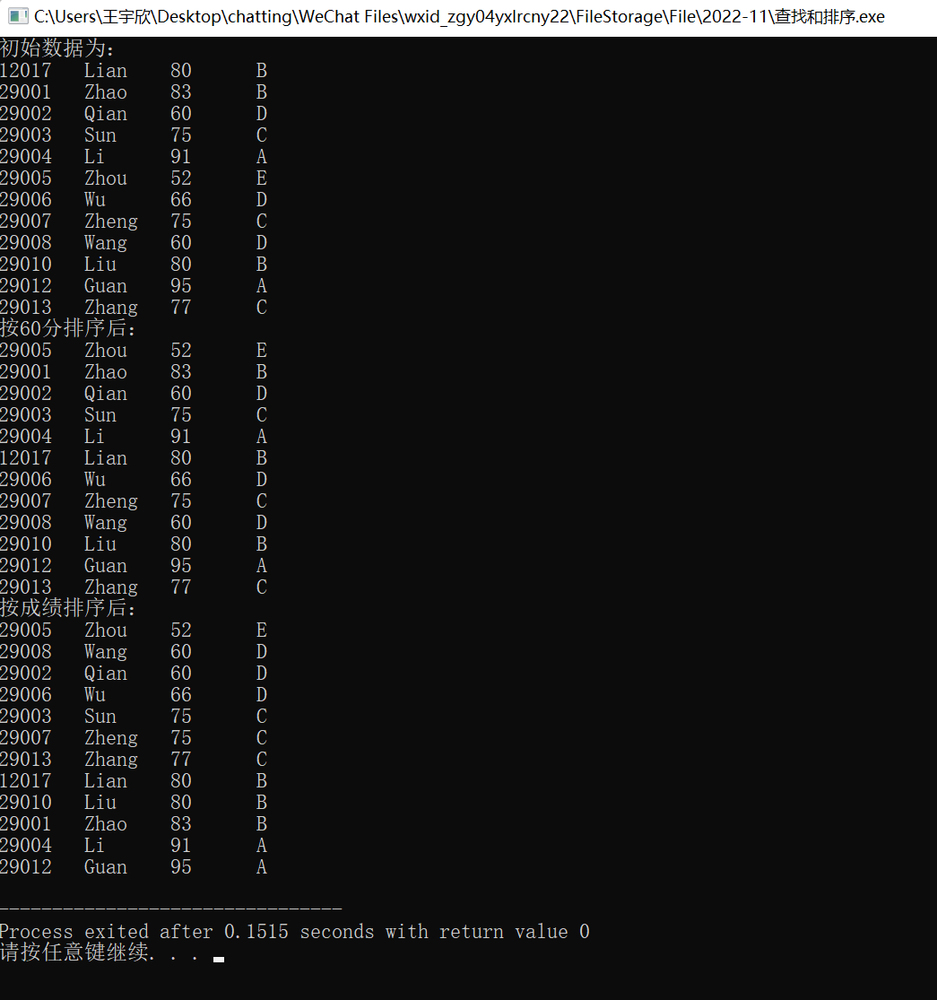 C:\Users\王宇欣\Desktop\chatting\WeChat Files\wxid_zgy04yxlrcny22\FileStorage\File\2022-11\查找和排序.exe
初始数据为：
12017 Lian 80 B
29001 Zhao 83 B
29002 Qian 60 D
29003 Sun 75 C
29004 Li 91 A
29005 Zhou 52 E
29006 Wu 66 D
29007 Zheng 75 C
29008 Wang 60 D
29010 Liu 80 B
29012 Guan 95 A
29013 Zhang 77 C
按60分排序后：
29005 Zhou 52 E
29001 Zhao 83 B
29002 Qian 60 D
29003 Sun 75 C
29004 Li 91 A
12017 Lian 80 B
29006 Wu 66 D
29007 Zheng 75 C
29008 Wang 60 D
29010 Liu 80 B
29012 Guan 95 A
29013 Zhang 77 C
按成绩排序后：
29005 Zhou 52 E
29008 Wang 60 D
29002 Qian 60 D
29006 Wu 66 D
29003 Sun 75 C
29007 Zheng 75 C
29013 Zhang 77 C
12017 Lian 80 B
29010 Liu 80 B
29001 Zhao 83 B
29004 Li 91 A
29012 Guan 95 A
--------------------------------
Process exited after 0.1515 seconds with return value 0
请按任意键继续. . .